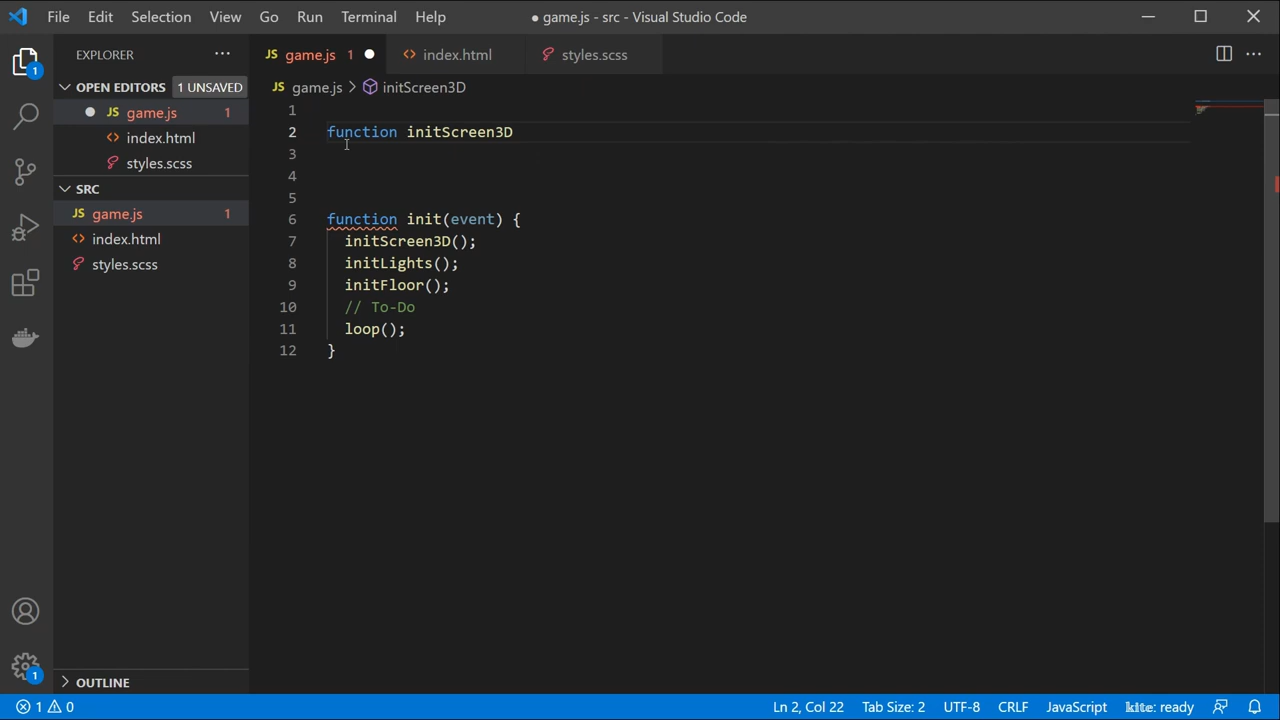 File Edit Selection View Go Run Terminal Help ● game.js - src - Visual Studio Code
EXPLORER ··· JS game.js 1 ● <> index.html styles.scss ···
OPEN EDITORS 1 UNSAVED JS game.js > initScreen3D
● JS game.js 1
<> index.html
styles.scss
SRC
JS game.js 1
<> index.html
styles.scss
OUTLINE
1
2 function initScreen3D
3
4
5
6 function init(event) {
7 initScreen3D();
8 initLights();
9 initFloor();
10 // To-Do
11 loop();
12 }
1
1
1 0 Ln 2, Col 22 Tab Size: 2 UTF-8 CRLF JavaScript kite: ready